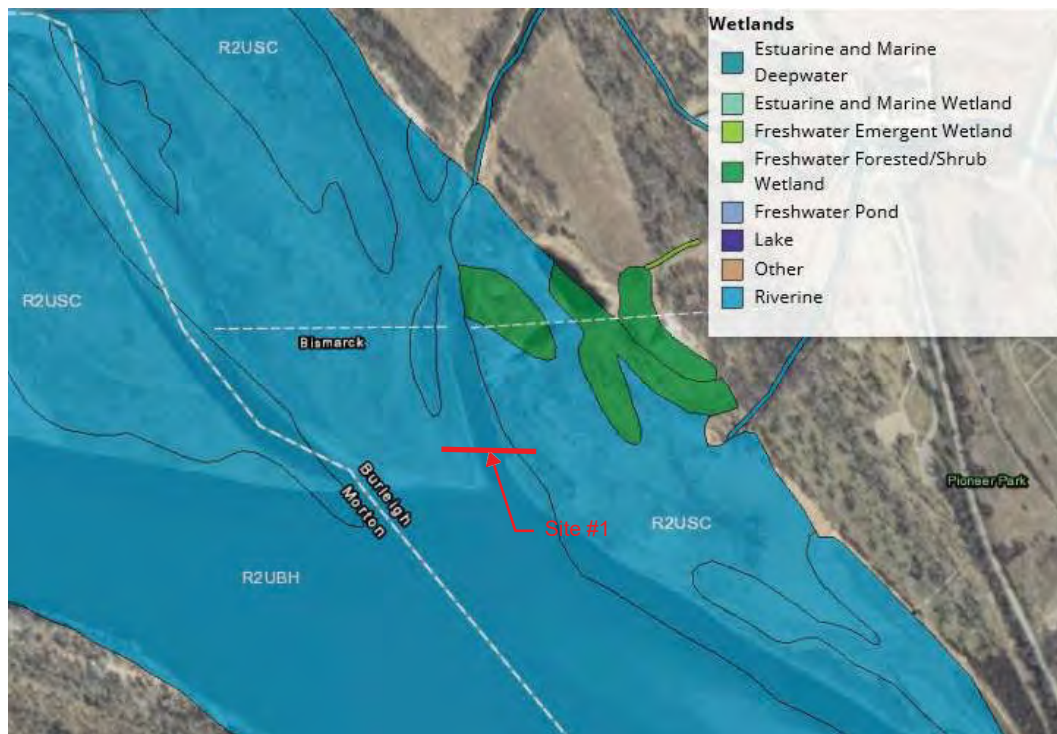 Wetlands
Estuarine and Marine
Deepwater
Estuarine and Marine Wetland
Freshwater Emergent Wetland
Freshwater Forested/Shrub
Wetland
Freshwater Pond
Lake
Other
Riverine
R2USC
R2USC
Bismarck
Burleigh
Morton
Site #1
R2USC
Pioneer Park
R2UBH